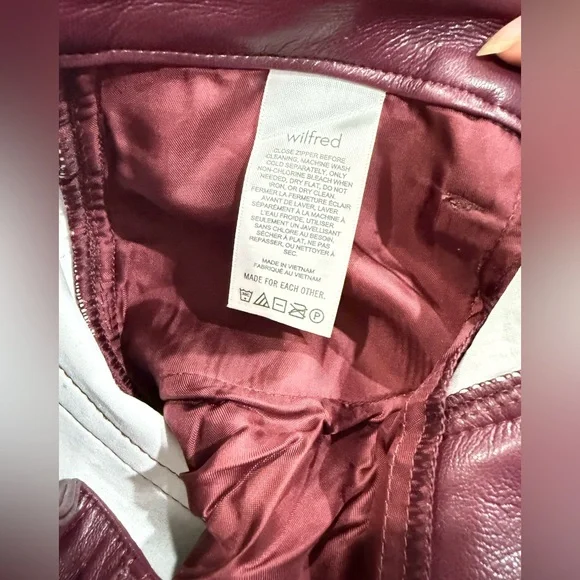 wilfred
CLOSE ZIPPER BEFORE
CLEANING, MACHINE WASH
COLD SEPARATELY, ONLY
NON-CHLORINE BLEACH WHEN
NEEDED, DRY FLAT, DO NOT
IRON, OR DRY CLEAN.
FERMER LA FERMETURE ÉCLAIR
AVANT DE LAVER, LAVER
SÉPARÉMENT À LA MACHINE À
L'EAU FROIDE, UTILISER
SEULEMENT UN JAVELLISANT
SANS CHLORE AU BESOIN,
SÉCHER À PLAT, NE PAS
REPASSER, OU NETTOYER À
SEC.
MADE IN VIETNAM
FABRIQUÉ AU VIETNAM
MADE FOR EACH OTHER.
P